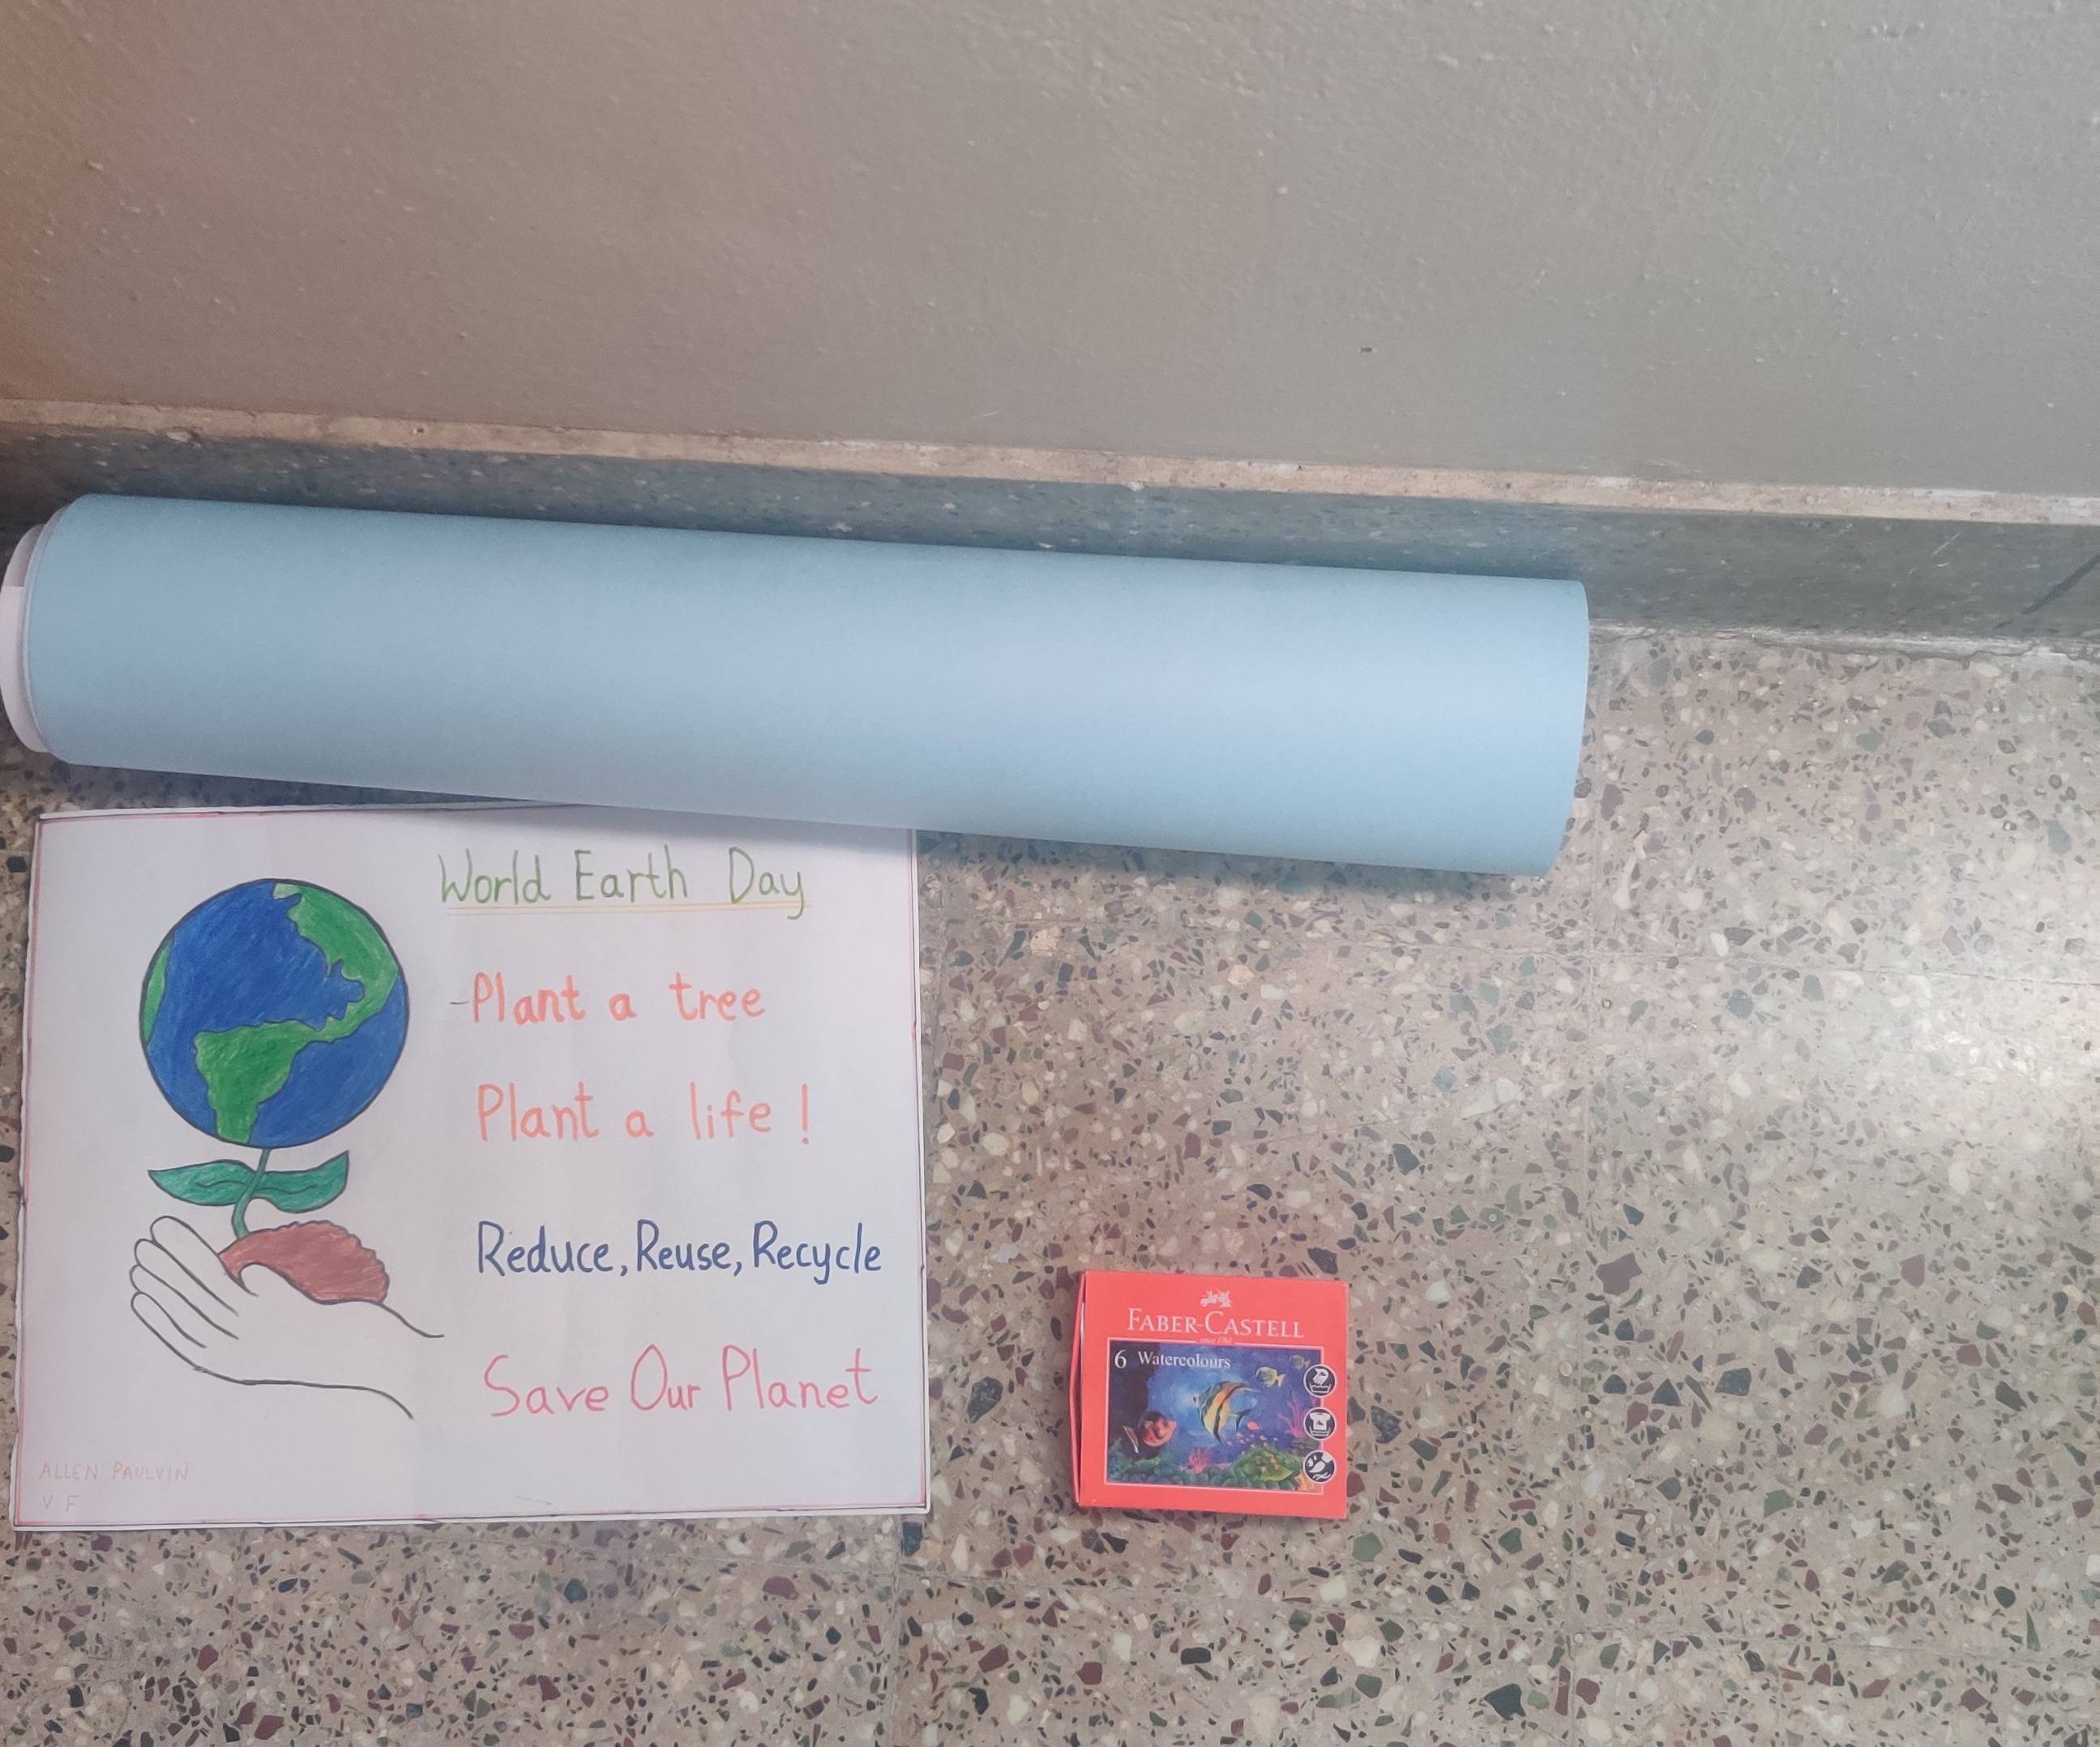 World Earth Day
-Plant a tree
Plant a life !
Reduce, Reuse, Recycle
Save Our Planet
ALLEN PAULVIN
V F
FABER-CASTELL
since 1761
6 Watercolours